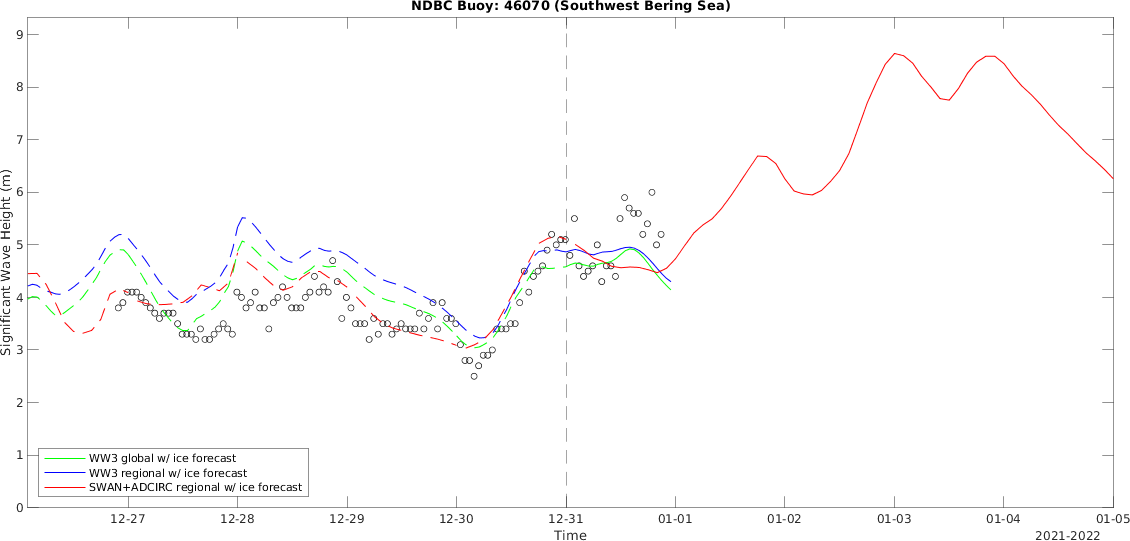 NDBC Buoy: 46070 (Southwest Bering Sea)
9
8
7
6
5
4
3
2
1
0
Significant Wave Height (m)
WW3 global w/ ice forecast
WW3 regional w/ ice forecast
SWAN+ADCIRC regional w/ ice forecast
12-27 12-28 12-29 12-30 12-31 01-01 01-02 01-03 01-04 01-05
Time
2021-2022